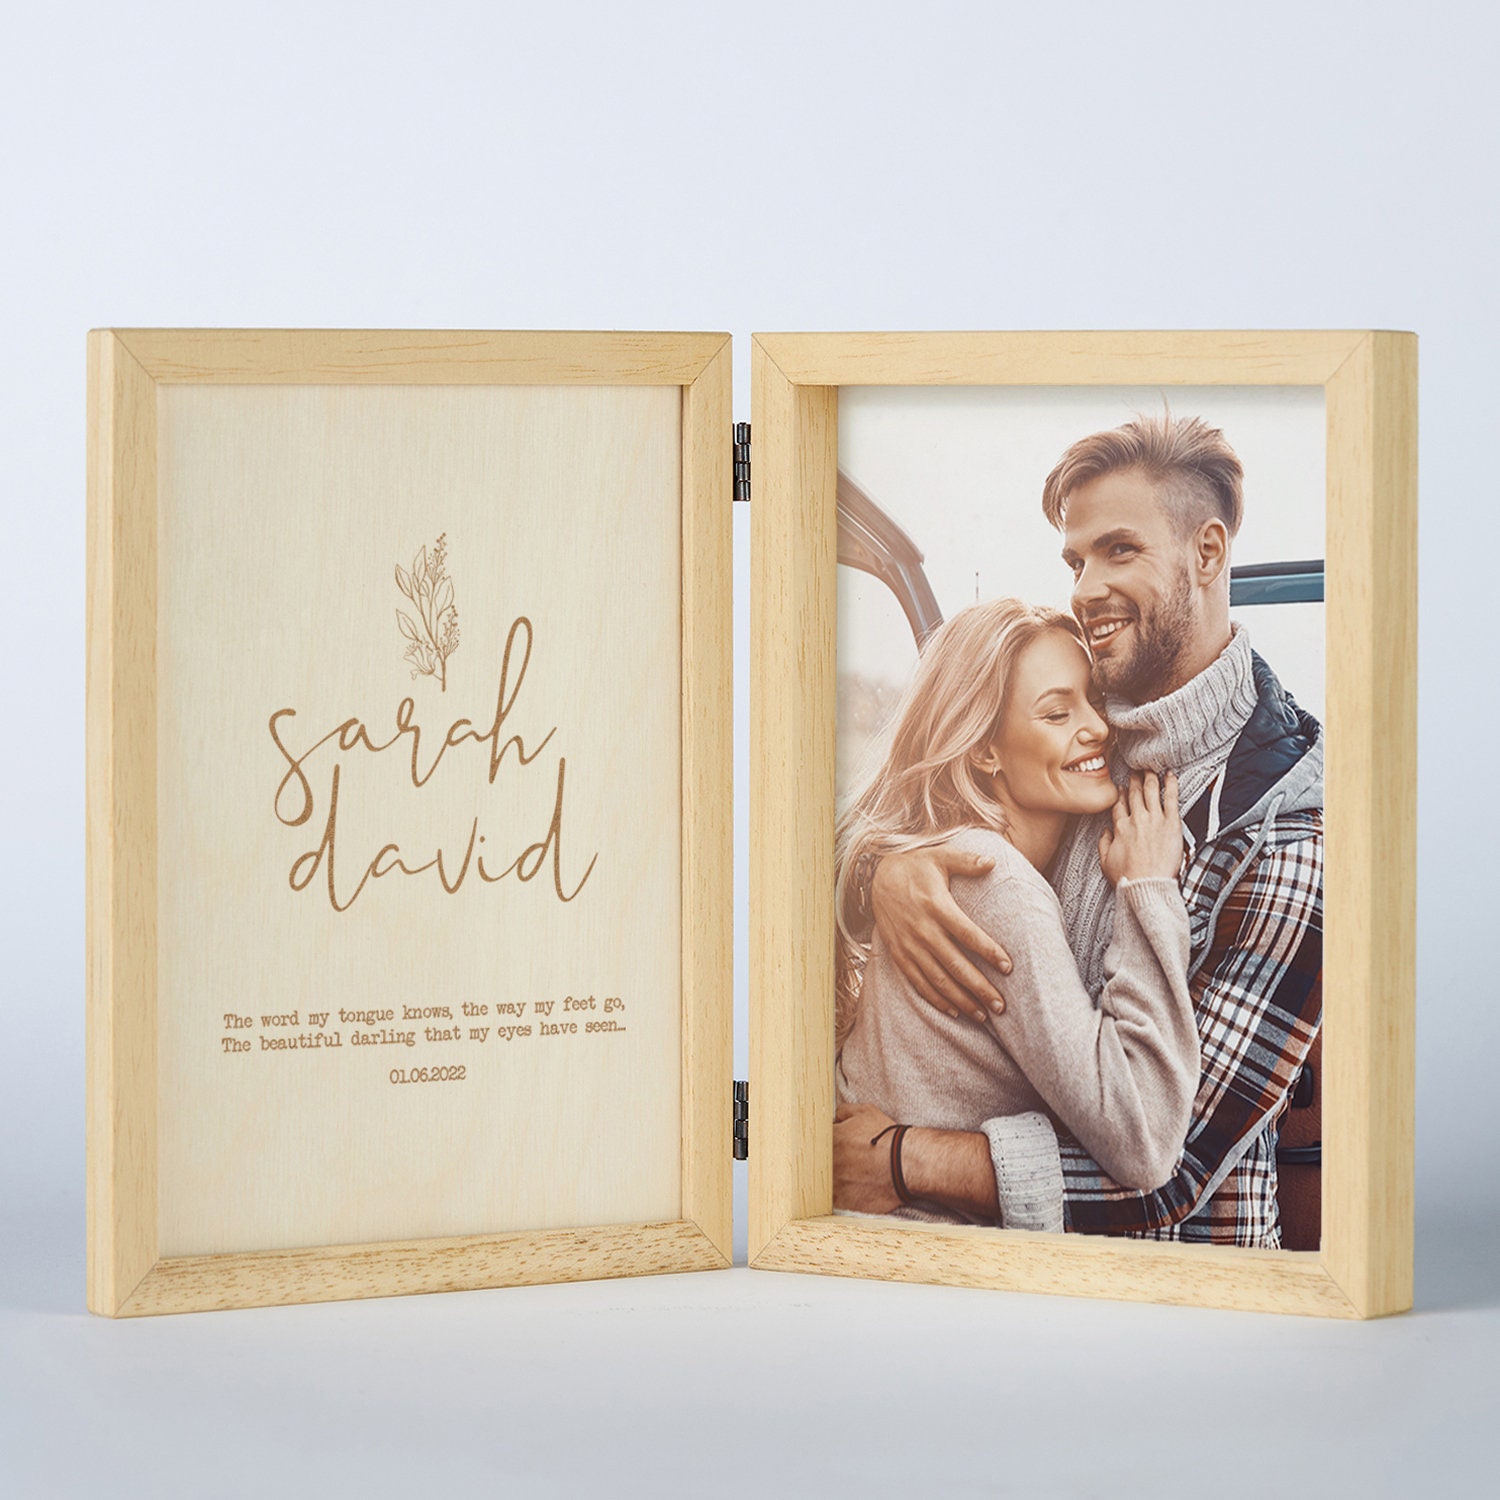 sarah
david
The word my tongue knows, the way my feet go,
The beautiful darling that my eyes have seen...
01.06.2022